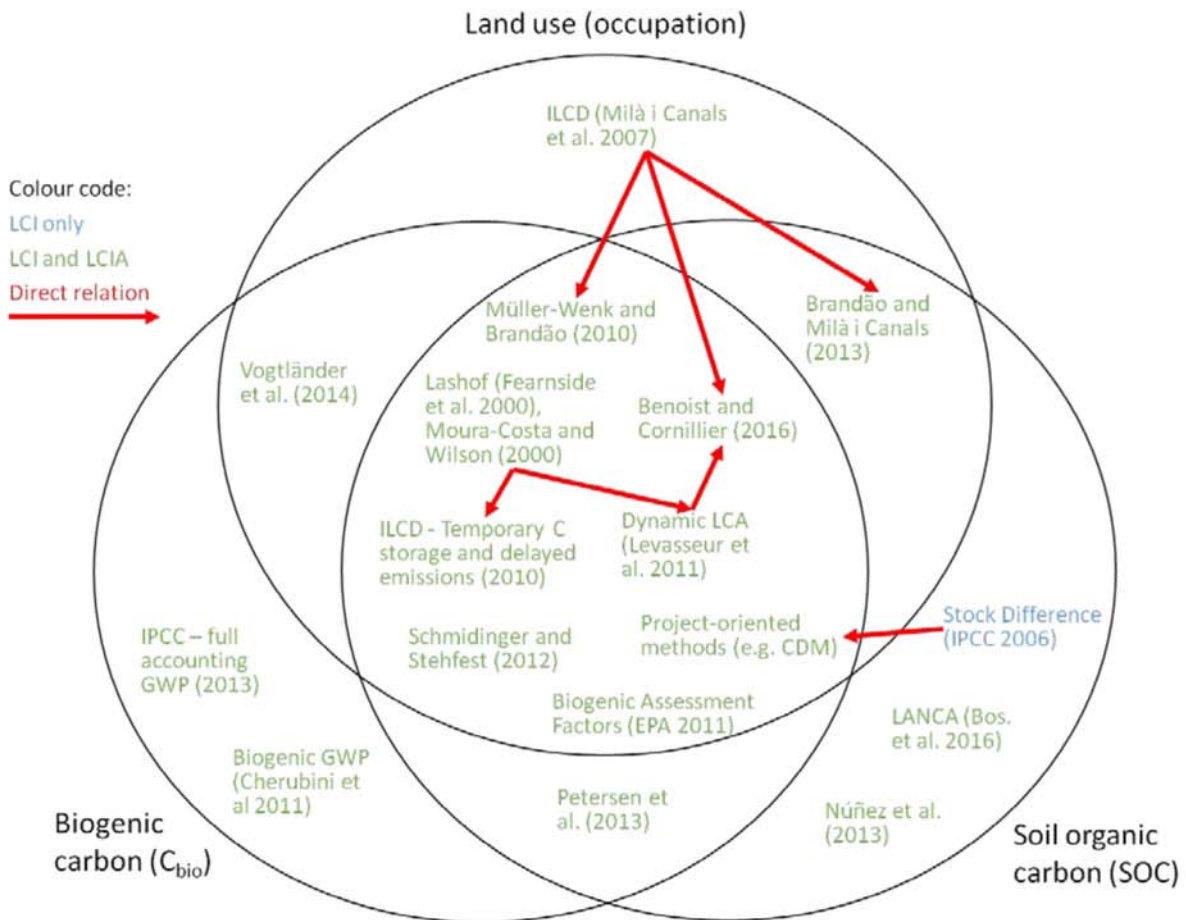 Land use (occupation)
ILCD (Milà i Canals
et al. 2007)
Colour code:
LCI only
LCI and LCIA
Direct relation
Müller-Wenk and
Brandão (2010)
Brandão and
Milà i Canals
(2013)
Vogtländer
et al. (2014)
Lashof (Fearnside
et al. 2000),
Moura-Costa and
Wilson (2000)
Benoist and
Cornillier (2016)
ILCD - Temporary C
storage and delayed
emissions (2010)
Dynamic LCA
(Levasseur et
al. 2011)
IPCC – full
accounting
GWP (2013)
Schmidinger and
Stehfest (2012)
Project-oriented
methods (e.g. CDM)
Stock Difference
(IPCC 2006)
Biogenic Assessment
Factors (EPA 2011)
LANCA (Bos.
et al. 2016)
Biogenic GWP
(Cherubini et
al 2011)
Petersen et
al. (2013)
Núñez et al.
(2013)
Biogenic
carbon (Cbio)
Soil organic
carbon (SOC)